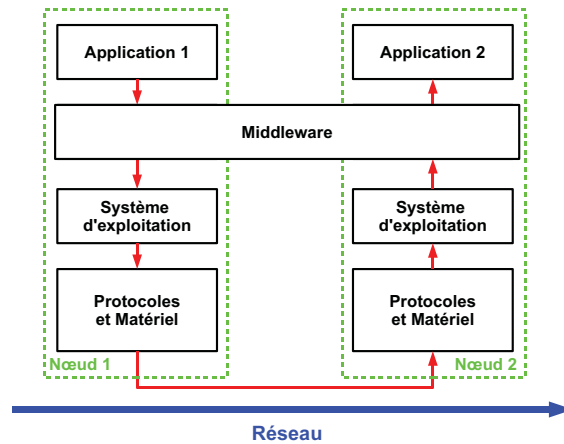 Application 1
Application 2
Middleware
Système
d'exploitation
Système
d'exploitation
Protocoles
et Matériel
Protocoles
et Matériel
Nœud 1
Nœud 2
Réseau